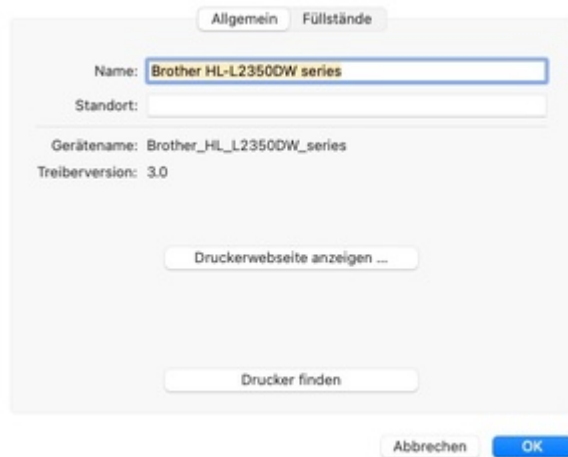 Allgemein Füllstände
Name: Brother HL-L2350DW series
Standort:
Gerätename: Brother_HL_L2350DW_series
Treiberversion: 3.0
Druckerwebseite anzeigen ...
Drucker finden
Abbrechen OK